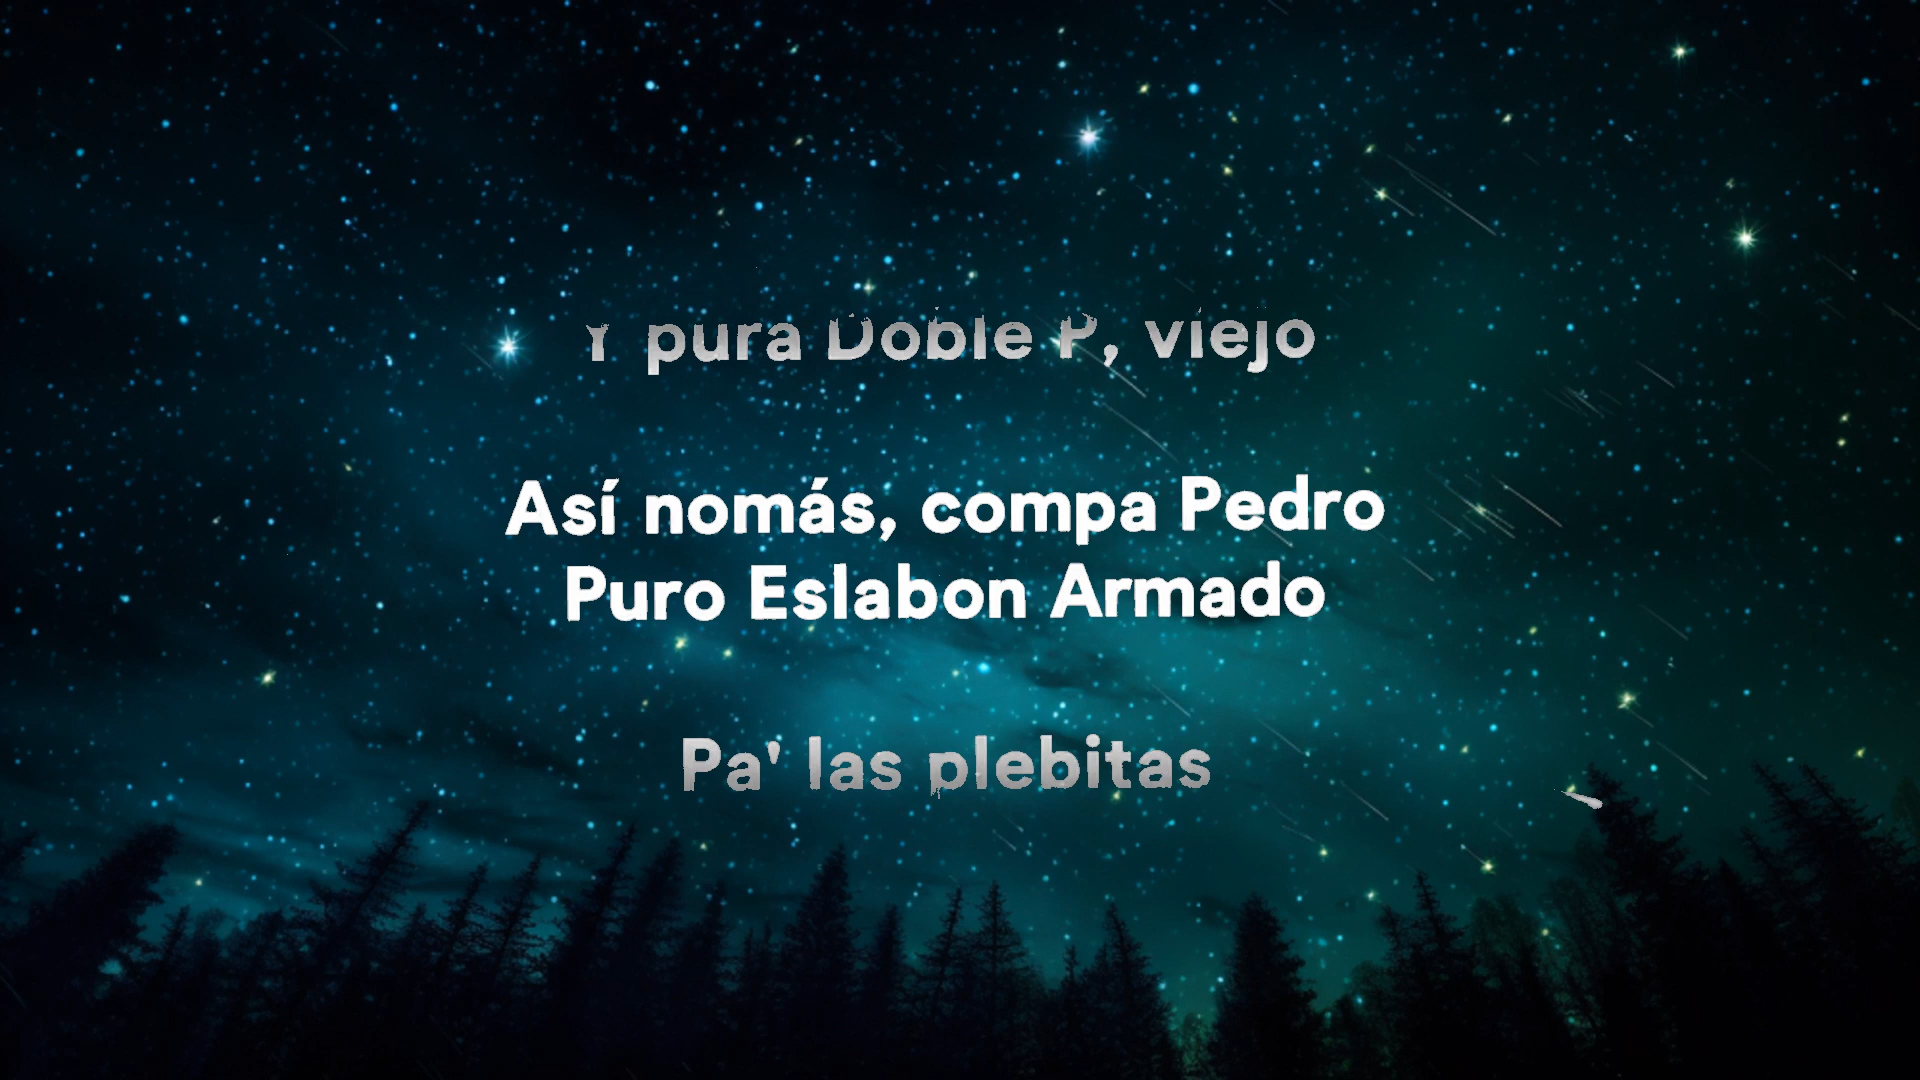 Y pura Doble P, viejo
Así nomás, compa Pedro
Puro Eslabon Armado
Pa' las plebitas